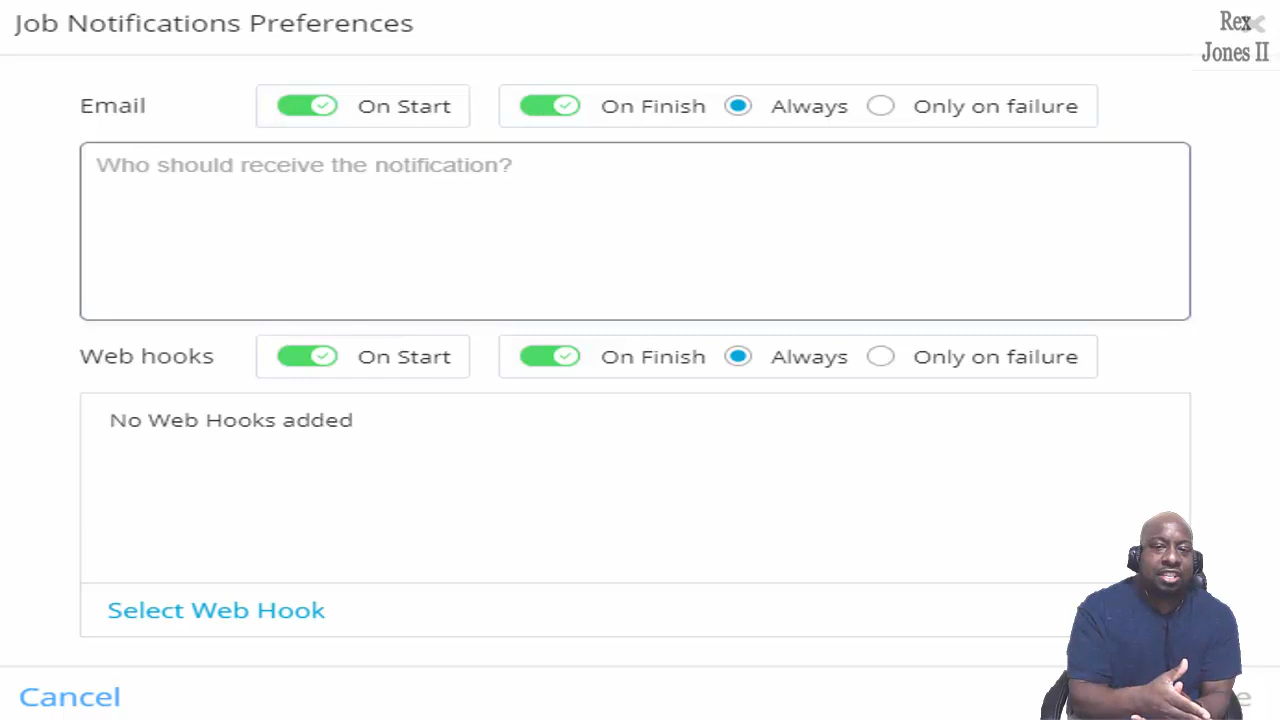 Job Notifications Preferences
Rex
Jones II
Email On Start On Finish Always Only on failure
Who should receive the notification?
Web hooks On Start On Finish Always Only on failure
No Web Hooks added
Select Web Hook
Cancel